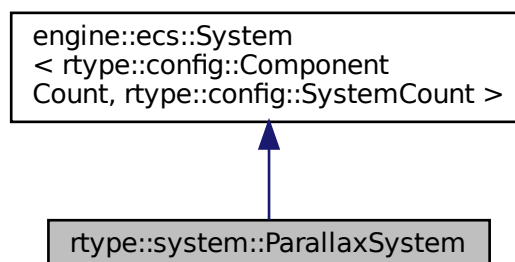 engine::ecs::System
< rtype::config::Component
Count, rtype::config::SystemCount >
rtype::system::ParallaxSystem